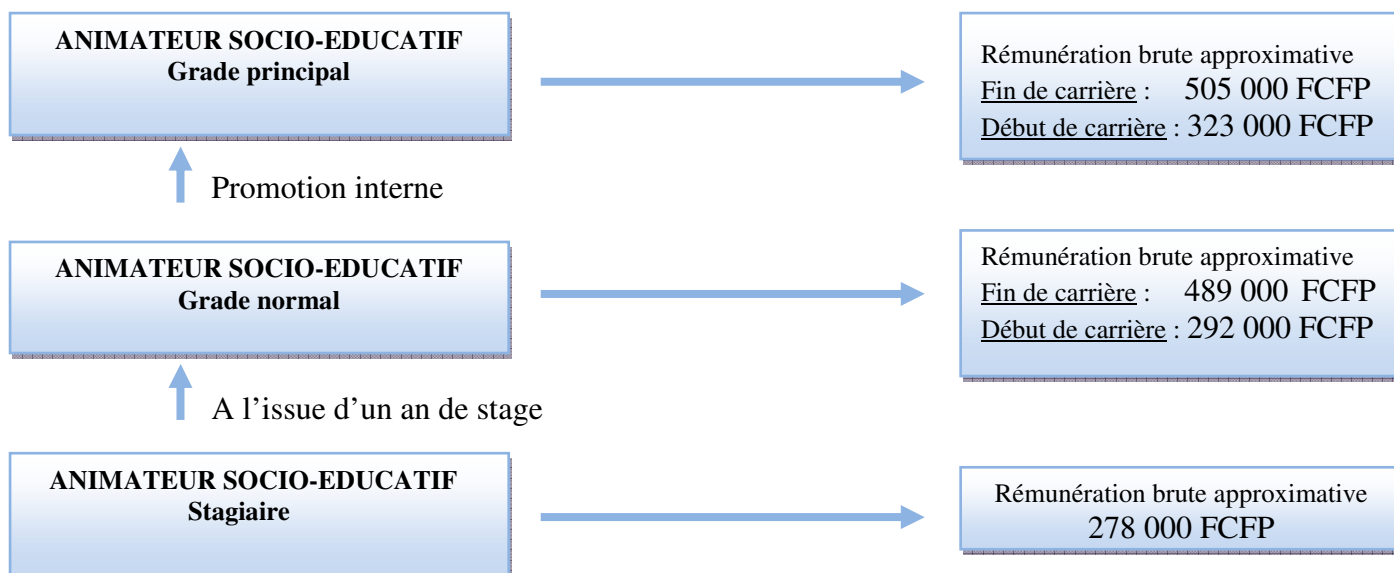 ANIMATEUR SOCIO-EDUCATIF
Grade principal
Rémunération brute approximative
Fin de carrière : 505 000 FCFP
Début de carrière : 323 000 FCFP
Promotion interne
ANIMATEUR SOCIO-EDUCATIF
Grade normal
Rémunération brute approximative
Fin de carrière : 489 000 FCFP
Début de carrière : 292 000 FCFP
A l’issue d’un an de stage
ANIMATEUR SOCIO-EDUCATIF
Stagiaire
Rémunération brute approximative
278 000 FCFP